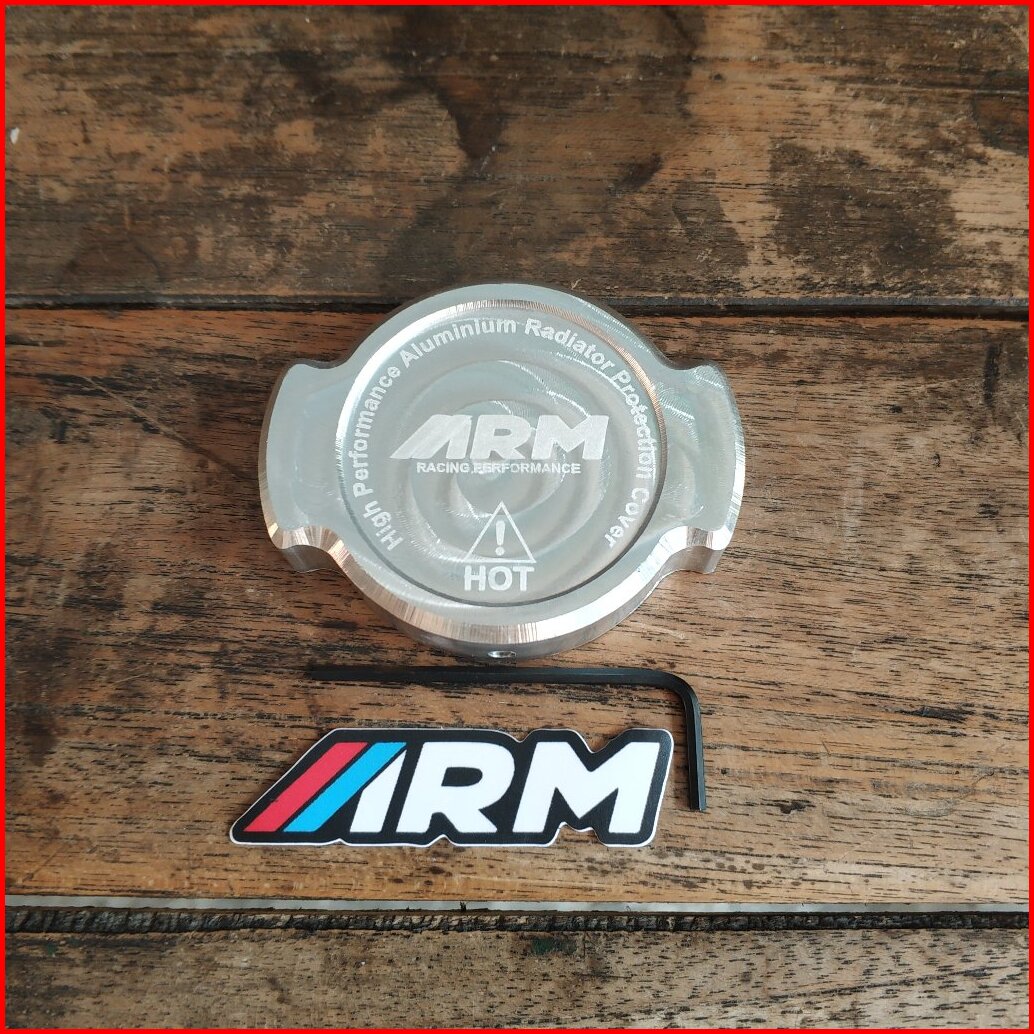 High Performance Aluminium Radiator Protection Cover
ARM
RACING PERFORMANCE
!
HOT
ARM